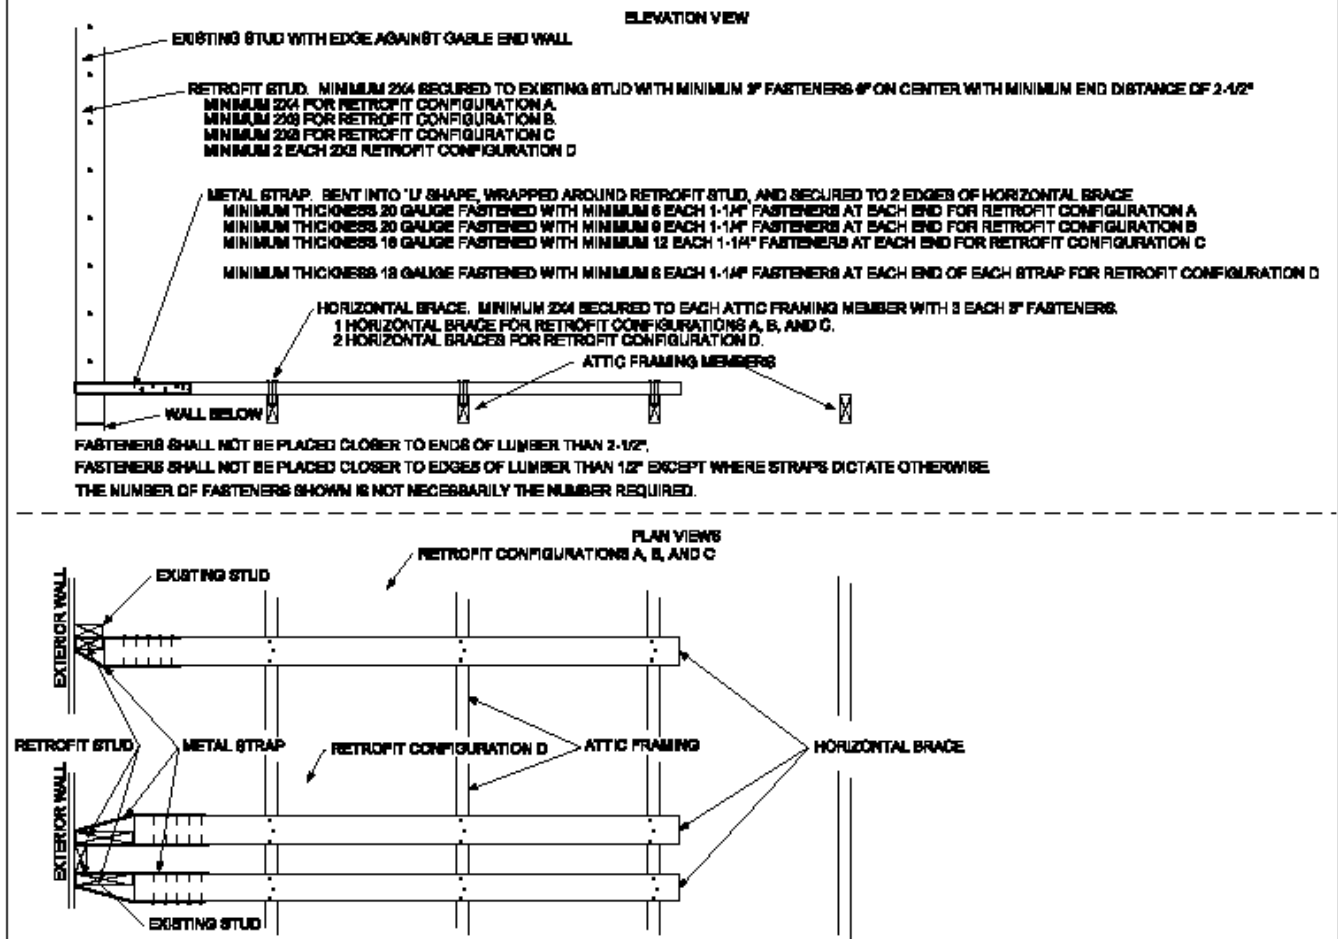 ELEVATION VIEW
EXISTING STUD WITH EDGE AGAINST GABLE END WALL
RETROFIT STUD. MINIMUM 2X4 SECURED TO EXISTING STUD WITH MINIMUM 3" FASTENERS 6" ON CENTER WITH MINIMUM END DISTANCE OF 2-1/2"
MINIMUM 2X4 FOR RETROFIT CONFIGURATION A.
MINIMUM 2X6 FOR RETROFIT CONFIGURATION B.
MINIMUM 2X8 FOR RETROFIT CONFIGURATION C
MINIMUM 2 EACH 2X8 RETROFIT CONFIGURATION D
METAL STRAP. BENT INTO 'U' SHAPE, WRAPPED AROUND RETROFIT STUD, AND SECURED TO 2 EDGES OF HORIZONTAL BRACE
MINIMUM THICKNESS 20 GAUGE FASTENED WITH MINIMUM 6 EACH 1-1/4" FASTENERS AT EACH END FOR RETROFIT CONFIGURATION A
MINIMUM THICKNESS 20 GAUGE FASTENED WITH MINIMUM 9 EACH 1-1/4" FASTENERS AT EACH END FOR RETROFIT CONFIGURATION B
MINIMUM THICKNESS GAUGE FASTENED WITH MINIMUM 12 EACH 1-1/4" FASTENERS AT EACH END FOR RETROFIT CONFIGURATION C
MINIMUM THICKNESS GAUGE FASTENED WITH MINIMUM EACH 1-1/4" FASTENERS AT EACH END OF EACH STRAP FOR RETROFIT CONFIGURATION D
HORIZONTAL BRACE. MINIMUM 2X4 SECURED TO EACH ATTIC FRAMING MEMBER WITH 3 EACH 3" FASTENERS.
1 HORIZONTAL BRACE FOR RETROFIT CONFIGURATIONS A, B, AND C.
2 HORIZONTAL BRACES FOR RETROFIT CONFIGURATION D.
ATTIC FRAMING MEMBERS
WALL BELOW
FASTENERS SHALL NOT BE PLACED CLOSER TO ENDS OF LUMBER THAN 2-1/2".
FASTENERS SHALL NOT BE PLACED CLOSER TO EDGES OF LUMBER THAN 1/2" EXCEPT WHERE STRAPS DICTATE OTHERWISE.
THE NUMBER OF FASTENERS SHOWN IS NOT NECESSARILY THE NUMBER REQUIRED.
PLAN VIEWS
RETROFIT CONFIGURATIONS A, B, AND C
EXISTING STUD
EXTERIOR WALL
RETROFIT STUD
METAL STRAP
RETROFIT CONFIGURATION D
ATTIC FRAMING
HORIZONTAL BRACE
EXTERIOR WALL
EXISTING STUD